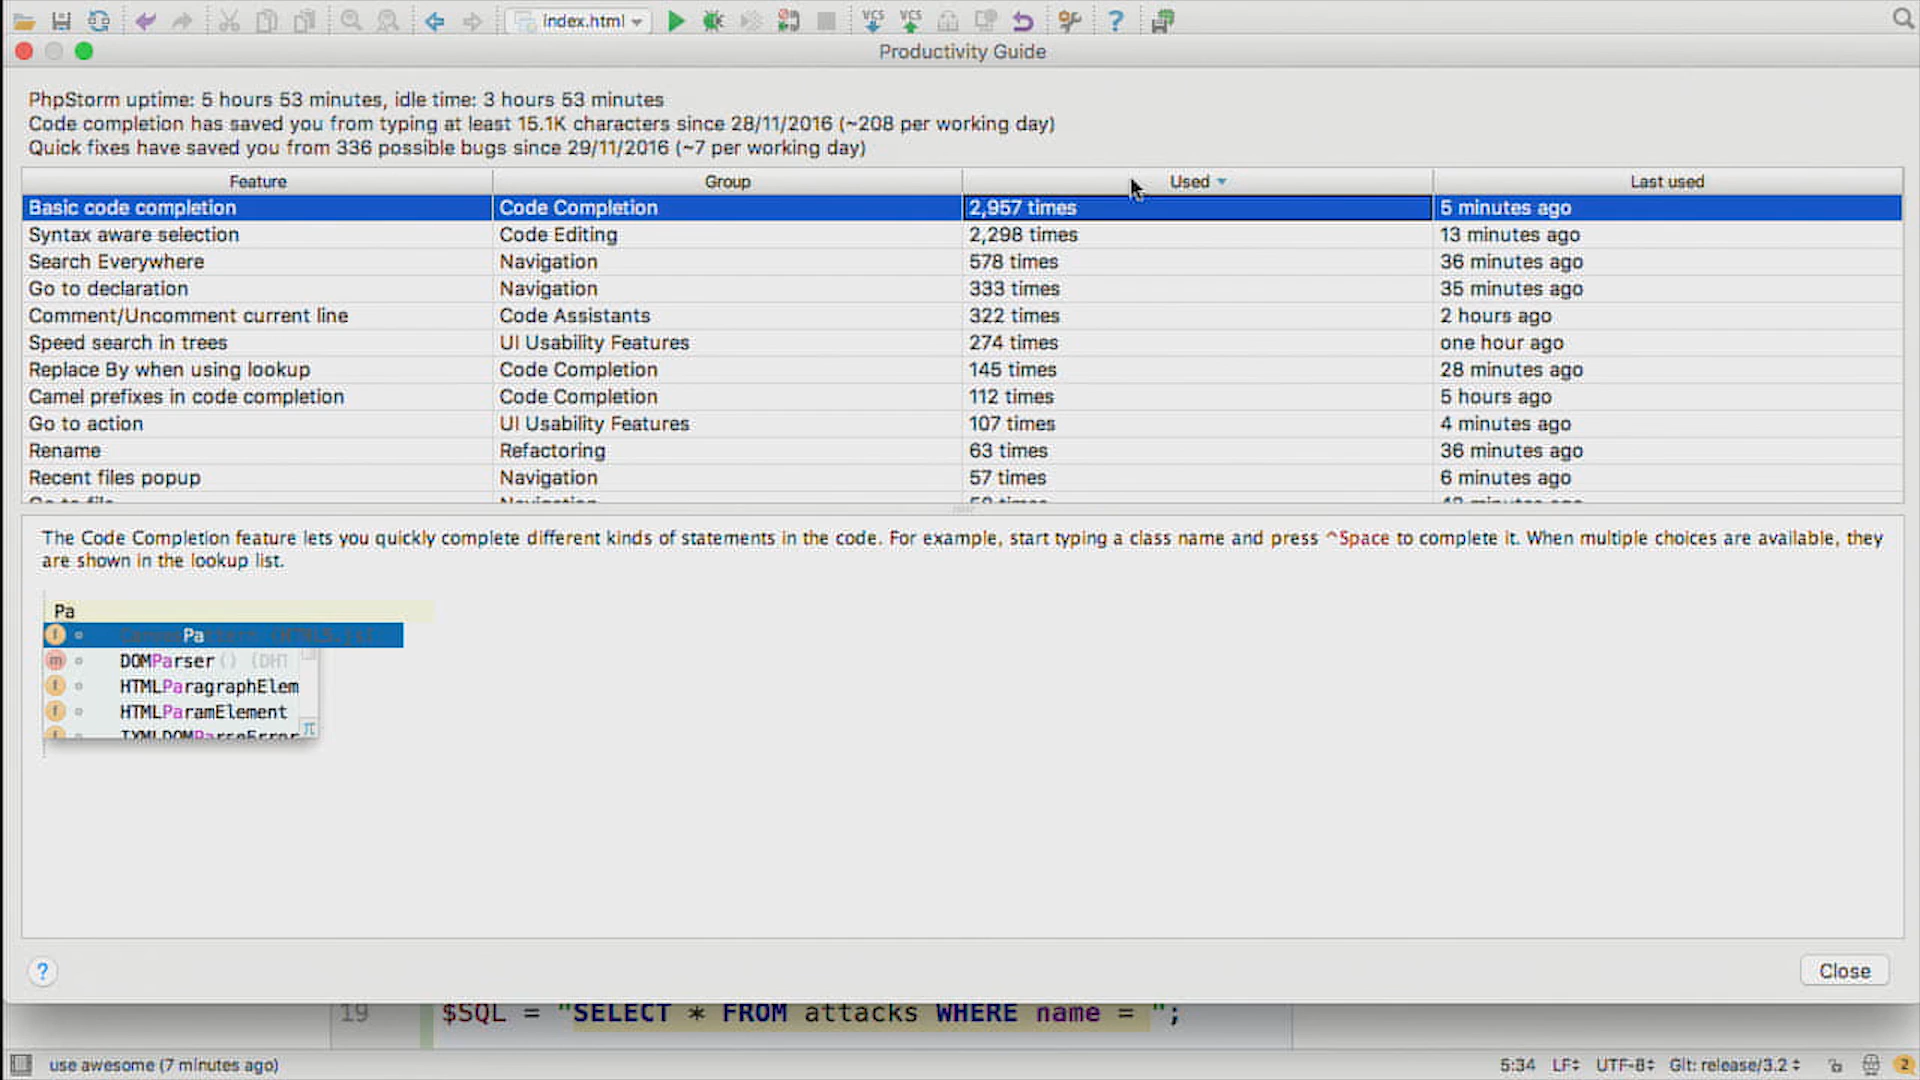 index.html
VCS VCS
Productivity Guide
PhpStorm uptime: 5 hours 53 minutes, idle time: 3 hours 53 minutes
Code completion has saved you from typing at least 15.1K characters since 28/11/2016 (~208 per working day)
Quick fixes have saved you from 336 possible bugs since 29/11/2016 (~7 per working day)
Feature Group Used Last used
Basic code completion Code Completion 2,957 times 5 minutes ago
Syntax aware selection Code Editing 2,298 times 13 minutes ago
Search Everywhere Navigation 578 times 36 minutes ago
Go to declaration Navigation 333 times 35 minutes ago
Comment/Uncomment current line Code Assistants 322 times 2 hours ago
Speed search in trees UI Usability Features 274 times one hour ago
Replace By when using lookup Code Completion 145 times 28 minutes ago
Camel prefixes in code completion Code Completion 112 times 5 hours ago
Go to action UI Usability Features 107 times 4 minutes ago
Rename Refactoring 63 times 36 minutes ago
Recent files popup Navigation 57 times 6 minutes ago
The Code Completion feature lets you quickly complete different kinds of statements in the code. For example, start typing a class name and press ^Space to complete it. When multiple choices are available, they
are shown in the lookup list.
Pa
CanvasPattern (HTML5.js)
DOMParser() (DHT
HTMLParagraphElem
HTMLParamElement
IXMLDOMParseError
? Close
19 $SQL = "SELECT * FROM attacks WHERE name = ";
use awesome (7 minutes ago) 5:34 LF UTF-8 Git: release/3.2 2